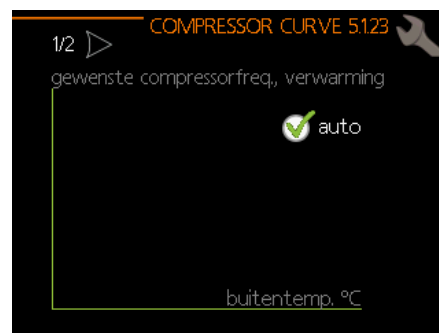 COMPRESSOR CURVE 5.1.23
1/2
gewenste compressorfreq., verwarming
auto
buitentemp. °C